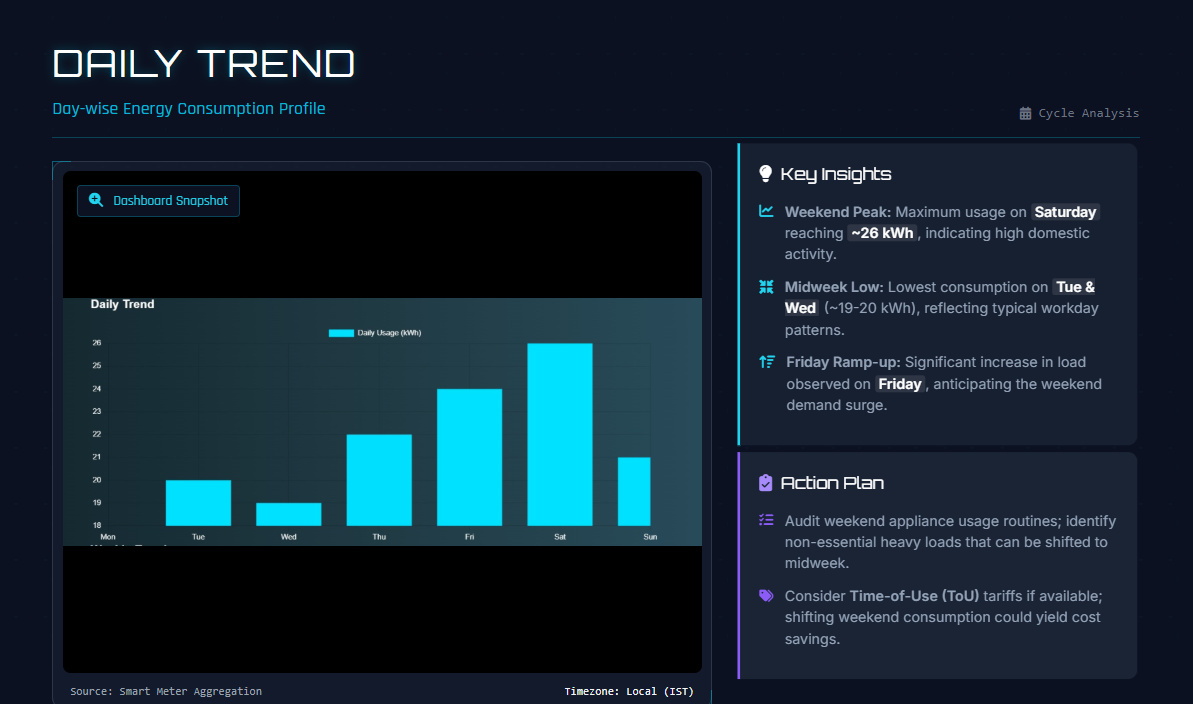 DAILY TREND
Day-wise Energy Consumption Profile
Cycle Analysis
Dashboard Snapshot
Daily Trend
Daily Usage (kWh)
26
25
24
23
22
21
20
19
18
Mon Tue Wed Thu Fri Sat Sun
Source: Smart Meter Aggregation
Timezone: Local (IST)
Key Insights
Weekend Peak: Maximum usage on Saturday
reaching ~26 kWh, indicating high domestic
activity.
Midweek Low: Lowest consumption on Tue &
Wed (~19-20 kWh), reflecting typical workday
patterns.
Friday Ramp-up: Significant increase in load
observed on Friday, anticipating the weekend
demand surge.
Action Plan
Audit weekend appliance usage routines; identify
non-essential heavy loads that can be shifted to
midweek.
Consider Time-of-Use (ToU) tariffs if available;
shifting weekend consumption could yield cost
savings.